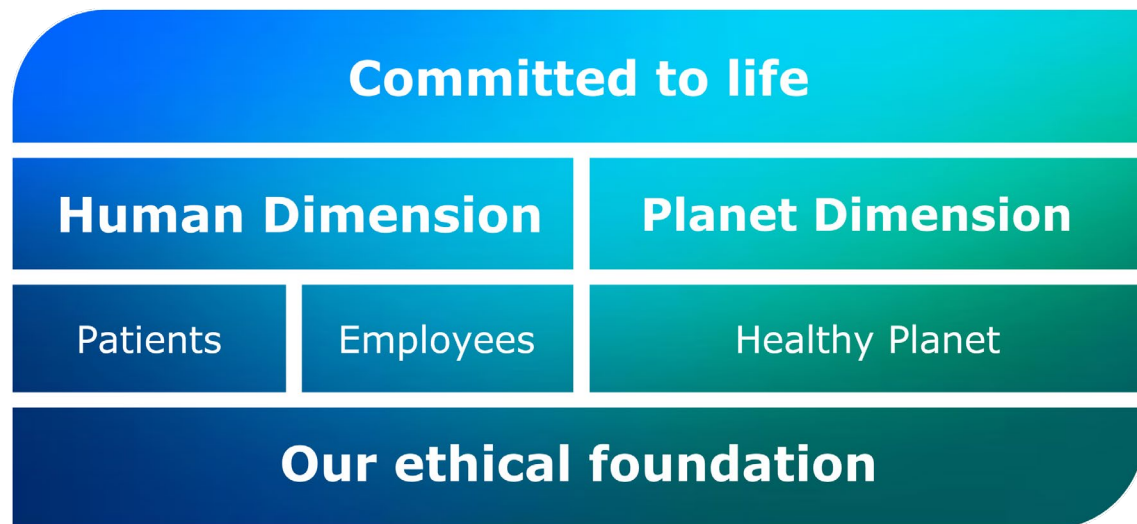 Committed to life
Human Dimension
Planet Dimension
Patients
Employees
Healthy Planet
Our ethical foundation